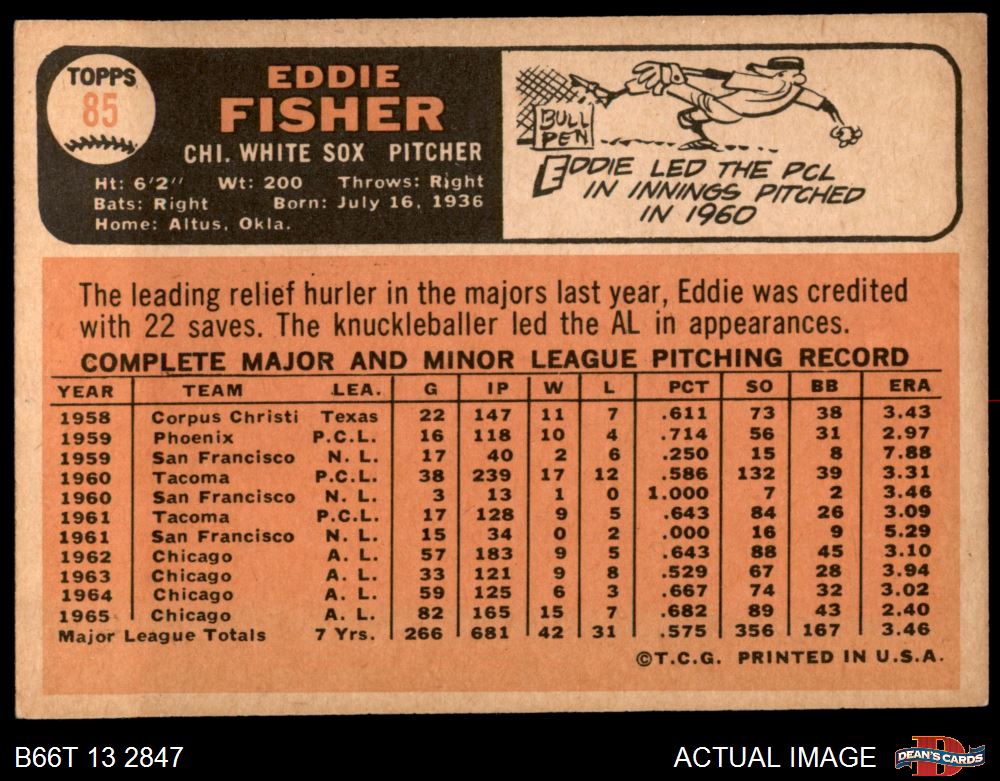 TOPPS
85
EDDIE
FISHER
CHI. WHITE SOX PITCHER
Ht: 6'2" Wt: 200 Throws: Right
Bats: Right Born: July 16, 1936
Home: Altus, Okla.
BULL
PEN
EDDIE LED THE PCL
IN INNINGS PITCHED
IN 1960
The leading relief hurler in the majors last year, Eddie was credited
with 22 saves. The knuckleballer led the AL in appearances.
COMPLETE MAJOR AND MINOR LEAGUE PITCHING RECORD
YEAR TEAM LEA. G IP W L PCT SO BB ERA
1958 Corpus Christi Texas 22 147 11 7 .611 73 38 3.43
1959 Phoenix P.C.L. 16 118 10 4 .714 56 31 2.97
1959 San Francisco N. L. 17 40 2 6 .250 15 8 7.88
1960 Tacoma P.C.L. 38 239 17 12 .586 132 39 3.31
1960 San Francisco N. L. 3 13 1 0 1.000 7 2 3.46
1961 Tacoma P.C.L. 17 128 9 5 .643 84 26 3.09
1961 San Francisco N. L. 15 34 0 2 .000 16 9 5.29
1962 Chicago A. L. 57 183 9 5 .643 88 45 3.10
1963 Chicago A. L. 33 121 9 8 .529 67 28 3.94
1964 Chicago A. L. 59 125 6 3 .667 74 32 3.02
1965 Chicago A. L. 82 165 15 7 .682 89 43 2.40
Major League Totals 7 Yrs. 266 681 42 31 .575 356 167 3.46
©T.C.G. PRINTED IN U.S.A.
B66T 13 2847
ACTUAL IMAGE
DEAN'S CARDS